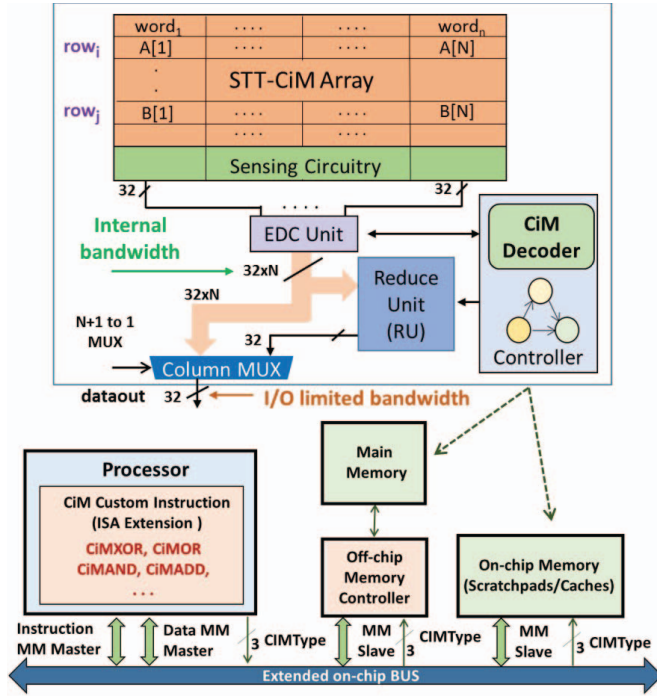 word1 .... .... wordn
rowi A[1] .... .... A[N]
. STT-CiM Array .
.
rowj B[1] .... .... B[N]
.... ....
Sensing Circuitry
32 32
....
EDC Unit
Internal
bandwidth
32xN
32xN
CiM
Decoder
Controller
Reduce
Unit
(RU)
32
N+1 to 1
MUX
Column MUX
dataout 32 I/O limited bandwidth
Processor
CiM Custom Instruction
(ISA Extension )
CiMXOR, CiMOR
CiMAND, CiMADD,
. . .
Main
Memory
Off-chip
Memory
Controller
On-chip Memory
(Scratchpads/Caches)
Instruction
MM Master
Data MM
Master
3 CIMType
MM
Slave
3 CIMType
MM
Slave
3 CIMType
Extended on-chip BUS